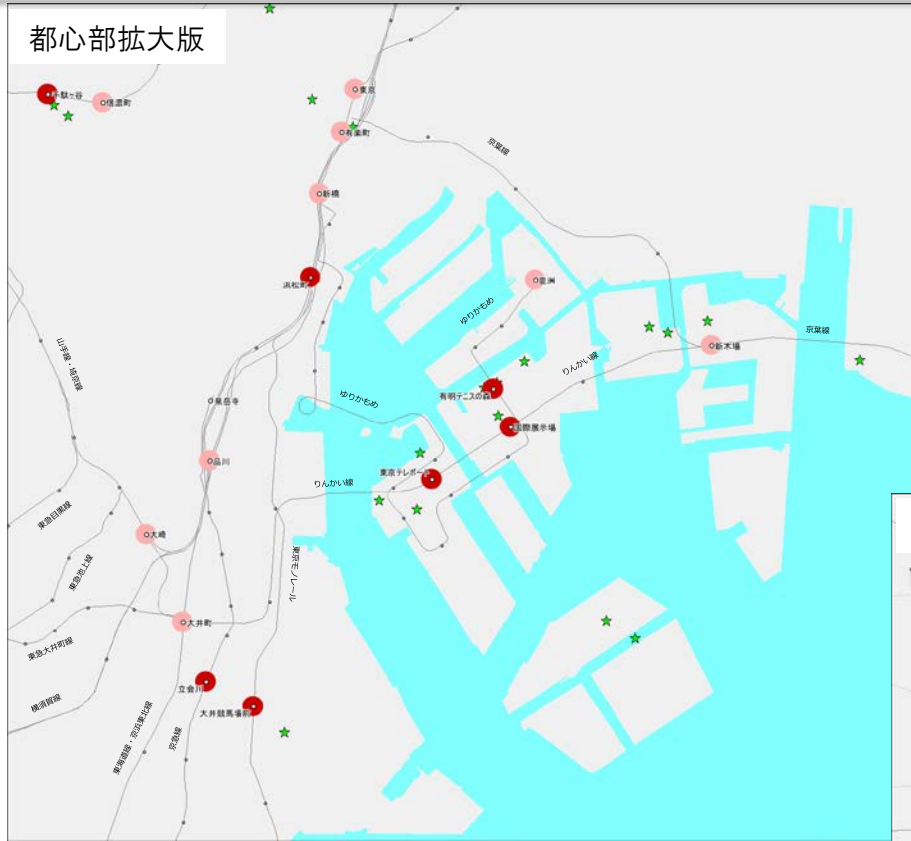 都心部拡大版
千駄ヶ谷
信濃町
東京
有楽町
京葉線
新橋
浜松町
豊洲
ゆりかもめ
新木場
京葉線
りんかい線
山手線・埼京線
有明テニスの森
泉岳寺
ゆりかもめ
国際展示場
品川
東京テレポート
りんかい線
東急目黒線
大崎
東急池上線
東京モノレール
大井町
東急大井町線
立会川
横須賀線
大井競馬場前
東海道線・京浜東北線
京急線